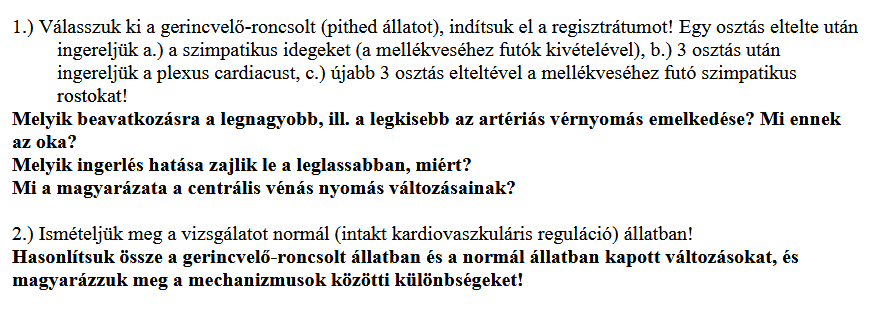 1.) Válasszuk ki a gerincvelő-roncsolt (pithed állatot), indítsuk el a regisztrátumot! Egy osztás eltelte után
ingereljük a.) a szimpatikus idegeket (a mellékveséhez futók kivételével), b.) 3 osztás után
ingereljük a plexus cardiacust, c.) újabb 3 osztás elteltével a mellékveséhez futó szimpatikus
rostokat!
Melyik beavatkozásra a legnagyobb, ill. a legkisebb az artériás vérnyomás emelkedése? Mi ennek
az oka?
Melyik ingerlés hatása zajlik le a leglassabban, miért?
Mi a magyarázata a centrális vénás nyomás változásainak?
2.) Ismételjük meg a vizsgálatot normál (intakt kardiovaszkuláris reguláció) állatban!
Hasonlítsuk össze a gerincvelő-roncsolt állatban és a normál állatban kapott változásokat, és
magyarázzuk meg a mechanizmusok közötti különbségeket!